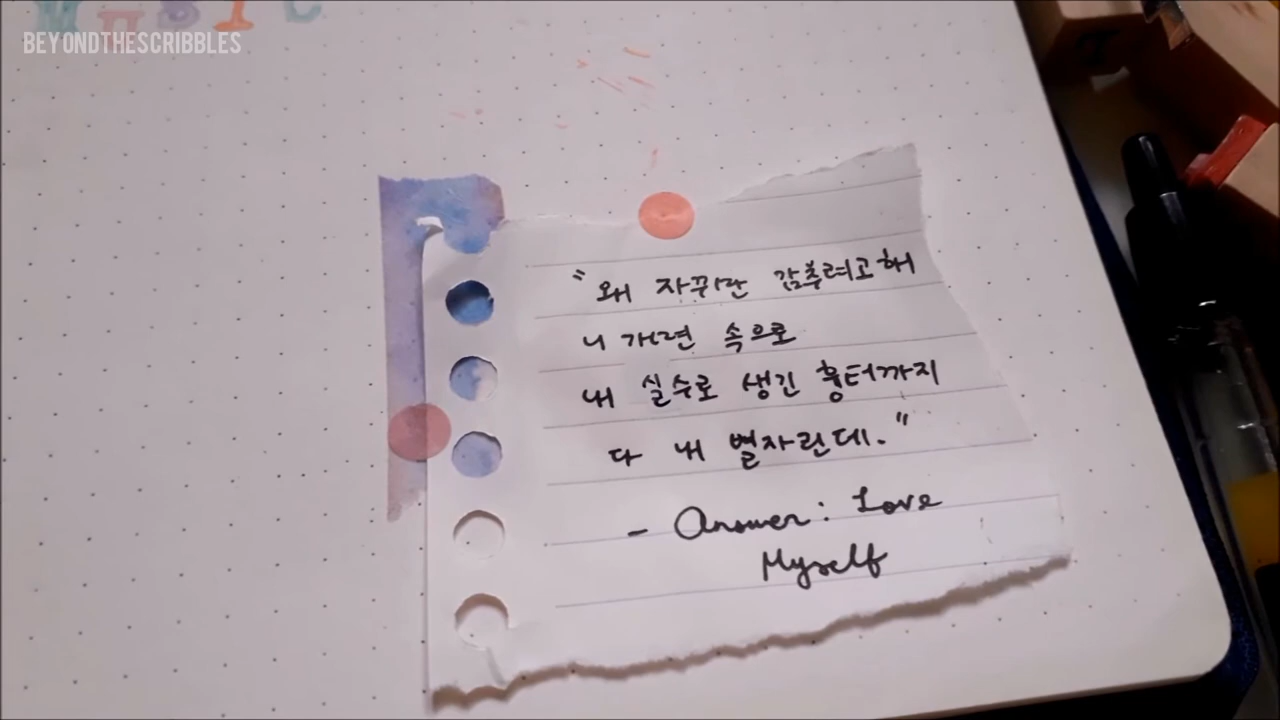 MUSIC
BEYONDTHESCRIBBLES
"왜 자꾸만 감추려고 해
니 가면 속으로
내 실수로 생긴 흉터까지
다 내 별자린데."
- Answer: Love
Myself